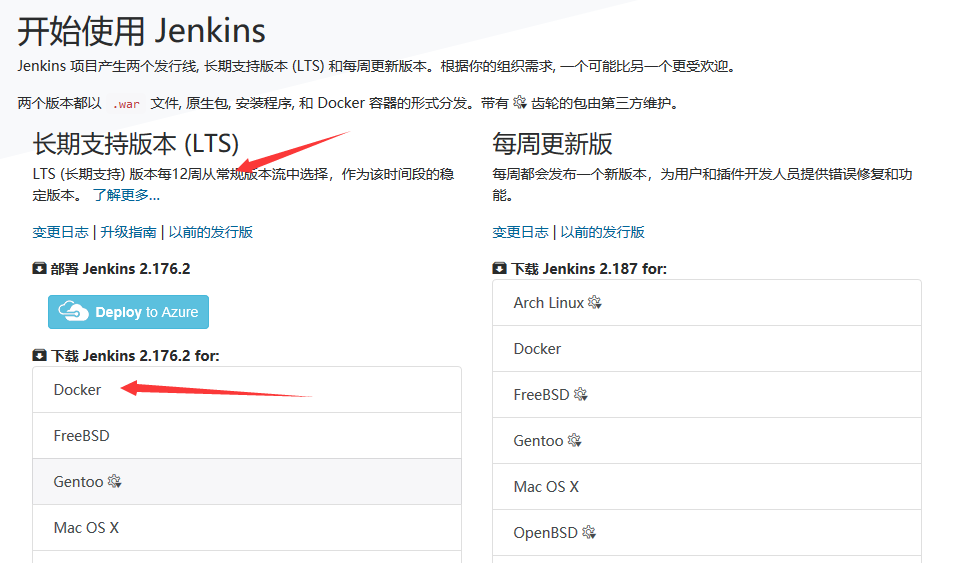 开始使用 Jenkins
Jenkins 项目产生两个发行线, 长期支持版本 (LTS) 和每周更新版本。根据你的组织需求, 一个可能比另一个更受欢迎。
两个版本都以 .war 文件, 原生包, 安装程序, 和 Docker 容器的形式分发。带有 齿轮的包由第三方维护。
长期支持版本 (LTS)
LTS (长期支持) 版本每12周从常规版本流中选择，作为该时间段的稳
定版本。 了解更多...
变更日志 | 升级指南 | 以前的发行版
部署 Jenkins 2.176.2
Deploy to Azure
下载 Jenkins 2.176.2 for:
Docker
FreeBSD
Gentoo
Mac OS X
每周更新版
每周都会发布一个新版本，为用户和插件开发人员提供错误修复和功
能。
变更日志 | 以前的发行版
下载 Jenkins 2.187 for:
Arch Linux
Docker
FreeBSD
Gentoo
Mac OS X
OpenBSD